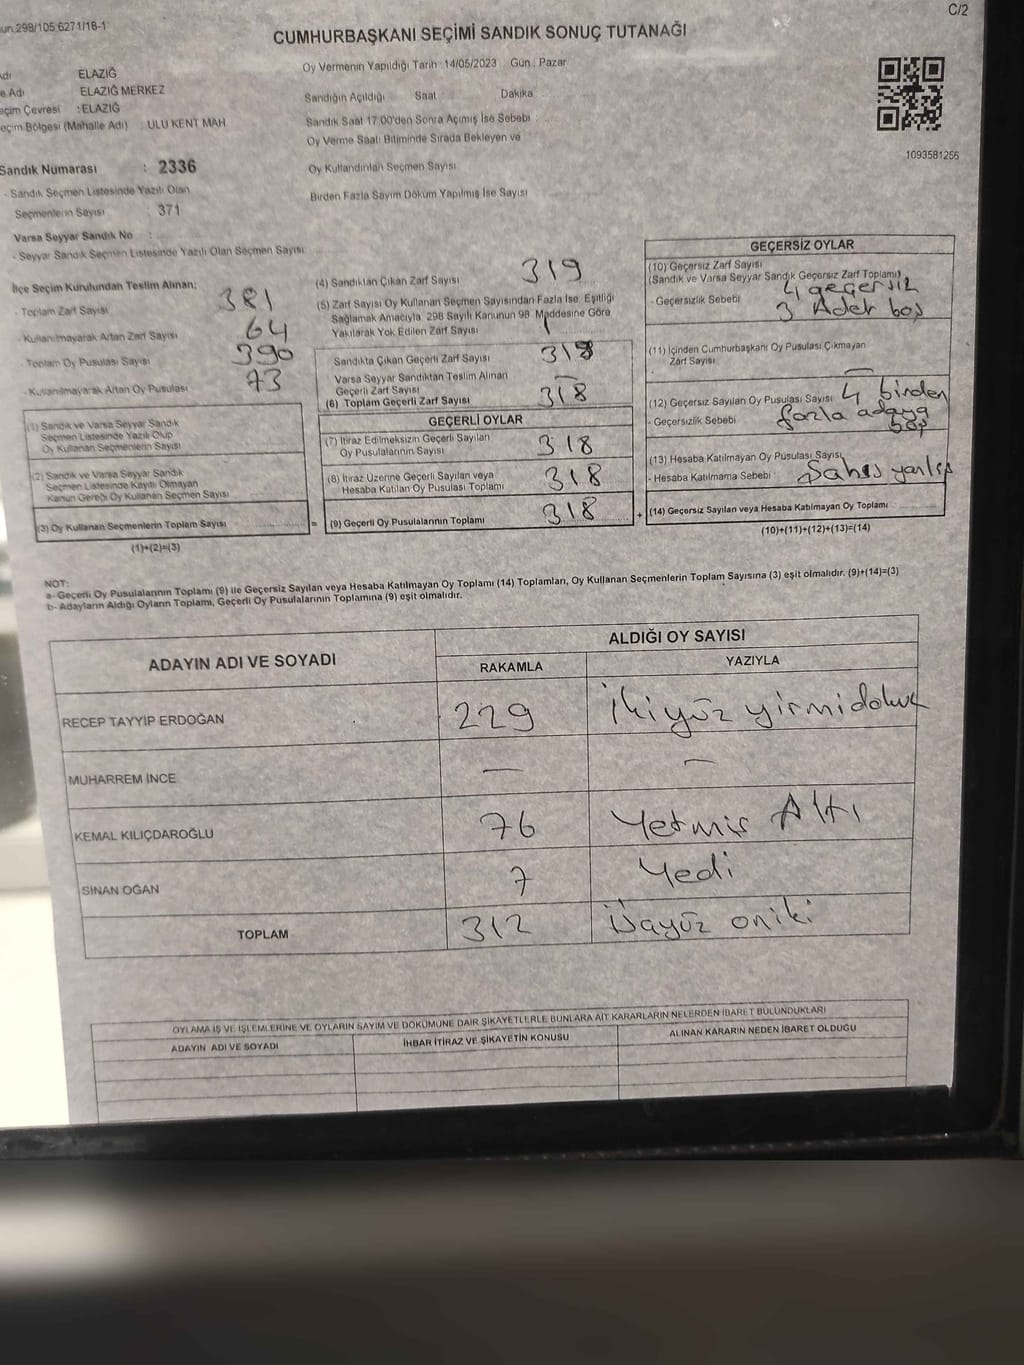 C/2
298/105 6271/18-1
CUMHURBAŞKANI SEÇİMİ SANDIK SONUÇ TUTANAĞI
Oy Vermenin Yapıldığı Tarih :14/05/2023 Gün : Pazar
ELAZIĞ
ELAZIĞ MERKEZ
: ELAZIĞ
(Mahalle Adı) : ULU KENT MAH
Sandığın Açıldığı Saat Dakika
Sandık Saat 17:00'den Sonra Açılmış İse Sebebi :
Oy Verme Saati Bitiminde Sırada Bekleyen ve
Oy Kullandırılan Seçmen Sayısı
Birden Fazla Sayım Döküm Yapılmış İse Sayısı
1093581256
Sandık Numarası : 2336
- Sandık Seçmen Listesinde Yazılı Olan
Seçmenlerin Sayısı : 371
Varsa Seyyar Sandık No :
- Seyyar Sandık Seçmen Listesinde Yazılı Olan Seçmen Sayısı:
İlçe Seçim Kurulundan Teslim Alınan;
- Toplam Zarf Sayısı 381
- Kullanılmayarak Artan Zarf Sayısı 64
Toplam Oy Pusulası Sayısı 390
- Kullanılmayarak Artan Oy Pusulası 73
(1) Sandık ve Varsa Seyyar Sandık
Seçmen Listesinde Yazılı Olup
Oy Kullanan Seçmenlerin Sayısı
(2) Sandık ve Varsa Seyyar Sandık
Seçmen Listesinde Kayıtlı Olmayan
Kanun Gereği Oy Kullanan Seçmen Sayısı
(3) Oy Kullanan Seçmenlerin Toplam Sayısı =
(1)+(2)=(3)
(4) Sandıktan Çıkan Zarf Sayısı 319
(5) Zarf Sayısı Oy Kullanan Seçmen Sayısından Fazla İse, Eşitliği
Sağlamak Amacıyla, 298 Sayılı Kanunun 98. Maddesine Göre
Yakılarak Yok Edilen Zarf Sayısı 1
Sandıkta Çıkan Geçerli Zarf Sayısı 318
Varsa Seyyar Sandıktan Teslim Alınan
Geçerli Zarf Sayısı —
(6) Toplam Geçerli Zarf Sayısı 318
GEÇERLİ OYLAR
(7) İtiraz Edilmeksizin Geçerli Sayılan
Oy Pusulalarının Sayısı 318
(8) İtiraz Üzerine Geçerli Sayılan veya
Hesaba Katılan Oy Pusulası Toplamı 318
(9) Geçerli Oy Pusulalarının Toplamı 318 +
GEÇERSİZ OYLAR
(10) Geçersiz Zarf Sayısı
(Sandık ve Varsa Seyyar Sandık Geçersiz Zarf Toplamı)
4 geçersiz
- Geçersizlik Sebebi 3 Adet boş
(11) İçinden Cumhurbaşkanı Oy Pusulası Çıkmayan
Zarf Sayısı —
(12) Geçersiz Sayılan Oy Pusulası Sayısı 4 birden
- Geçersizlik Sebebi : fazla adaya
(13) Hesaba Katılmayan Oy Pusulası Sayısı
- Hesaba Katılmama Sebebi :
(14) Geçersiz Sayılan veya Hesaba Katılmayan Oy Toplamı
(10)+(11)+(12)+(13)=(14)
NOT:
a- Geçerli Oy Pusulalarının Toplamı (9) ile Geçersiz Sayılan veya Hesaba Katılmayan Oy Toplamı (14) Toplamları, Oy Kullanan Seçmenlerin Toplam Sayısına (3) eşit olmalıdır. (9)+(14)=(3)
b- Adayların Aldığı Oyların Toplamı, Geçerli Oy Pusulalarının Toplamına (9) eşit olmalıdır.
ADAYIN ADI VE SOYADI
ALDIĞI OY SAYISI
RAKAMLA YAZIYLA
RECEP TAYYİP ERDOĞAN 229 İkiyüz yirmidokuz
MUHARREM İNCE — —
KEMAL KILIÇDAROĞLU 76 Yetmiş Altı
SİNAN OĞAN 7 Yedi
TOPLAM 312 Üçyüz oniki
OYLAMA İŞ VE İŞLEMLERİNE VE OYLARIN SAYIM VE DÖKÜMÜNE DAİR ŞİKAYETLERLE BUNLARA AİT KARARLARIN NELERDEN İBARET BULUNDUKLARI
ADAYIN ADI VE SOYADI İHBAR İTİRAZ VE ŞİKAYETİN KONUSU ALINAN KARARIN NEDEN İBARET OLDUĞU